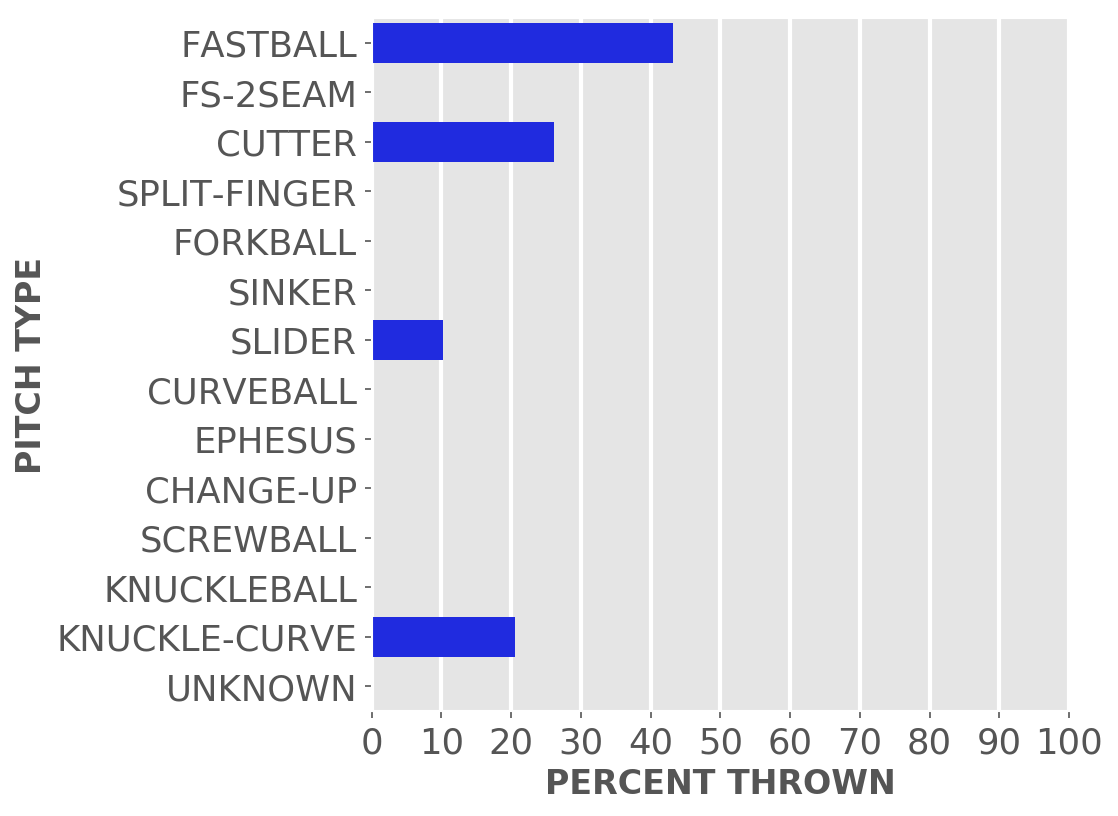 FASTBALL
FS-2SEAM
CUTTER
SPLIT-FINGER
FORKBALL
SINKER
SLIDER
CURVEBALL
EPHESUS
CHANGE-UP
SCREWBALL
KNUCKLEBALL
KNUCKLE-CURVE
UNKNOWN
PITCH TYPE
0 10 20 30 40 50 60 70 80 90 100
PERCENT THROWN